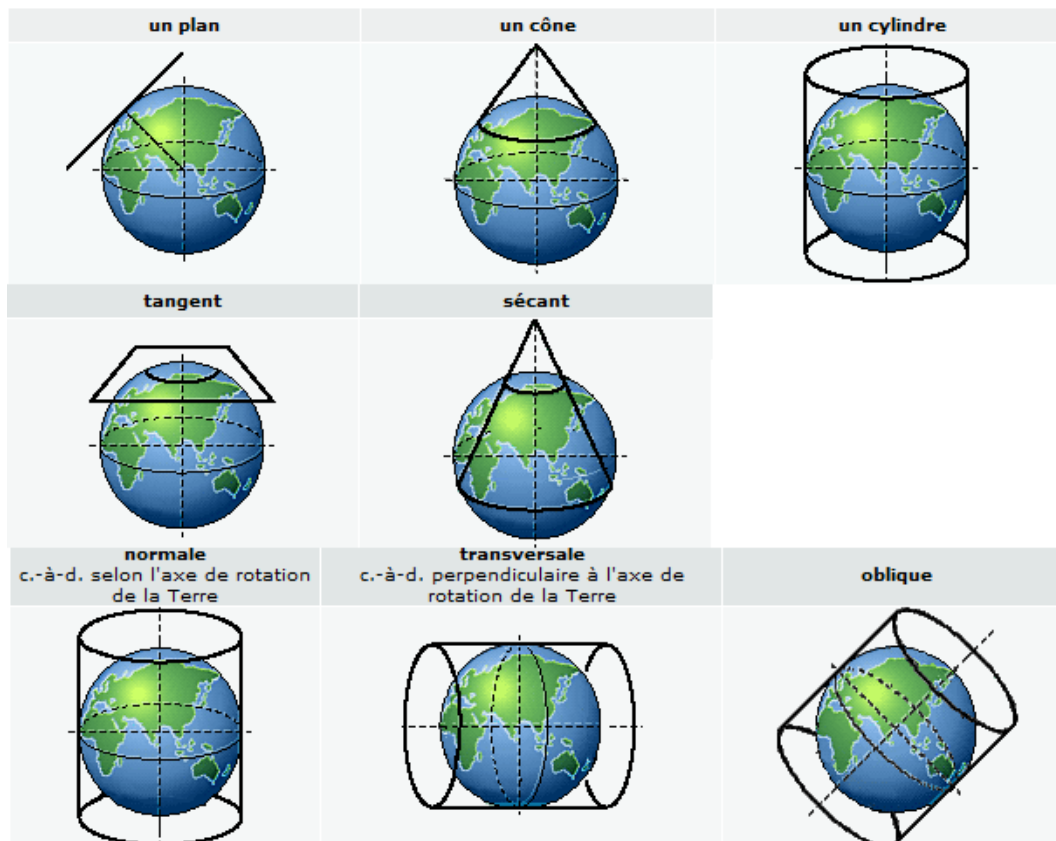 un plan
un cône
un cylindre
tangent
sécant
normale
c.-à-d. selon l'axe de rotation
de la Terre
transversale
c.-à-d. perpendiculaire à l'axe de
rotation de la Terre
oblique